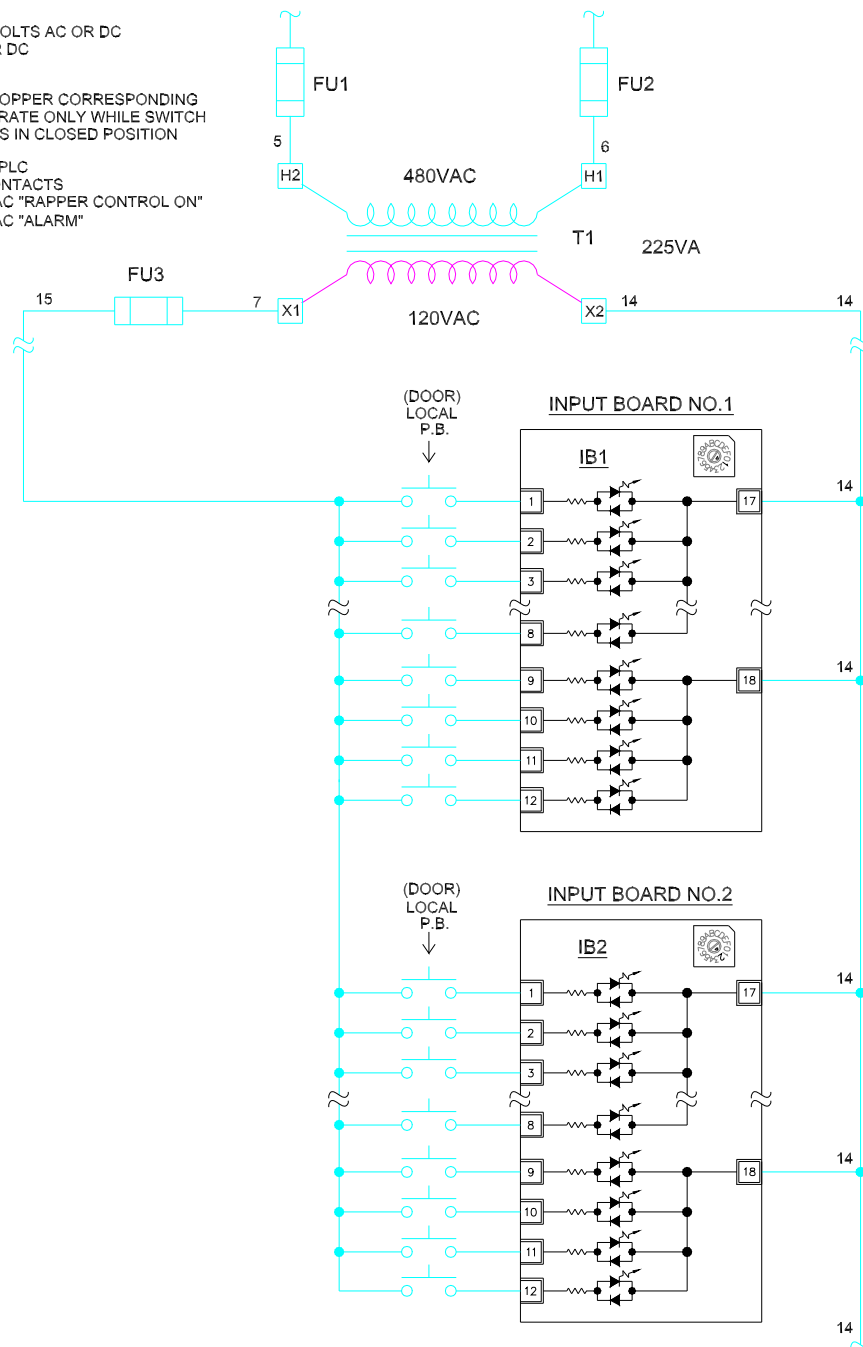 OLTS AC OR DC
R DC
OPPER CORRESPONDING
RATE ONLY WHILE SWITCH
S IN CLOSED POSITION
PLC
ONTACTS
AC "RAPPER CONTROL ON"
AC "ALARM"
FU1
FU2
5
6
H2
480VAC
H1
T1
225VA
FU3
15
7
X1
120VAC
X2
14
14
(DOOR)
LOCAL
P.B.
INPUT BOARD NO.1
IB1
1
17
14
2
3
8
9
18
14
10
11
12
(DOOR)
LOCAL
P.B.
INPUT BOARD NO.2
IB2
1
17
14
2
3
8
9
18
14
10
11
12
14